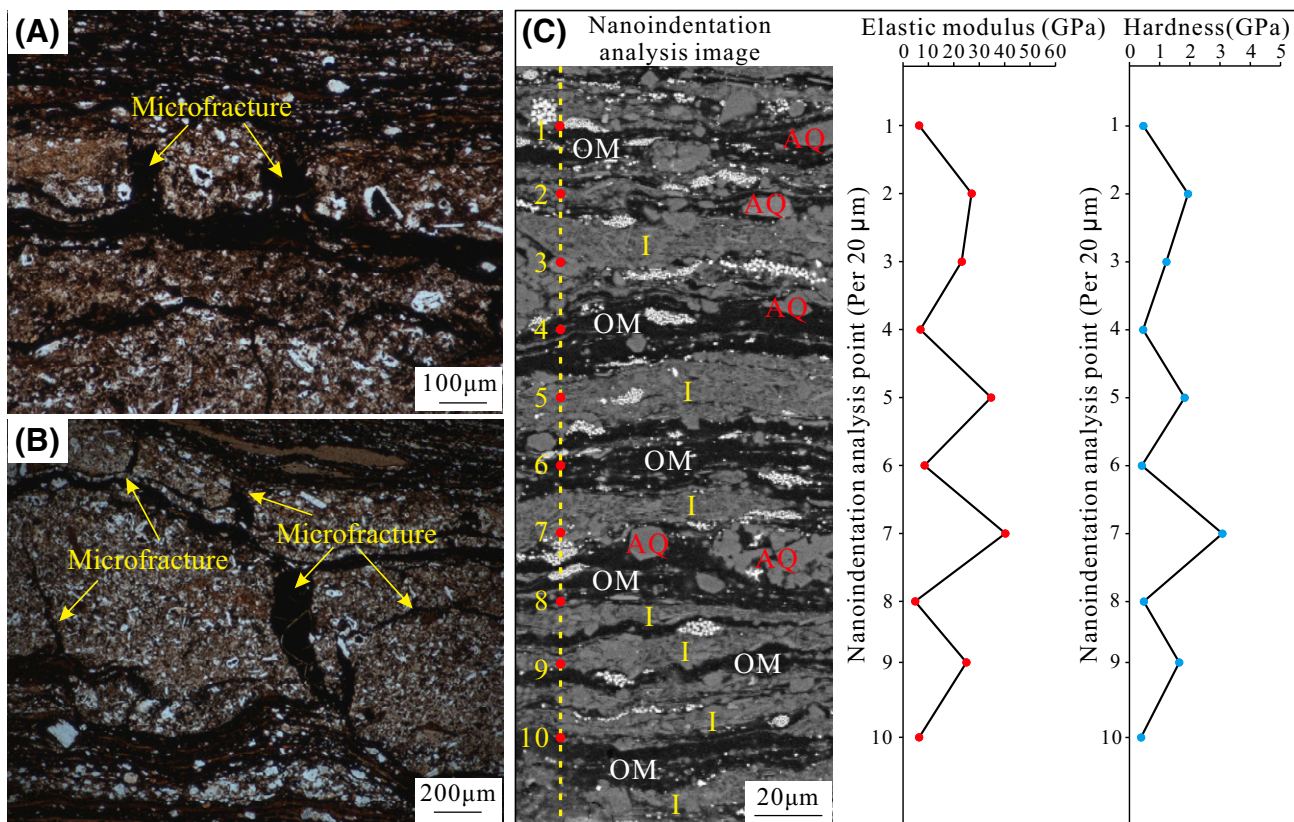 (A)
Microfracture
100μm
(B)
Microfracture
Microfracture
200μm
(C) Nanoindentation
analysis image
1
OM
AQ
2
AQ
I
3
AQ
OM
4
5
I
6
OM
I
7
AQ
AQ
OM
8
I
I
9
OM
I
10
OM
20μm
I
Elastic modulus (GPa)
0 10 20 30 40 50 60
Nanoindentation analysis point (Per 20 μm)
1
2
3
4
5
6
7
8
9
10
Hardness(GPa)
0 1 2 3 4 5
Nanoindentation analysis point (Per 20 μm)
1
2
3
4
5
6
7
8
9
10